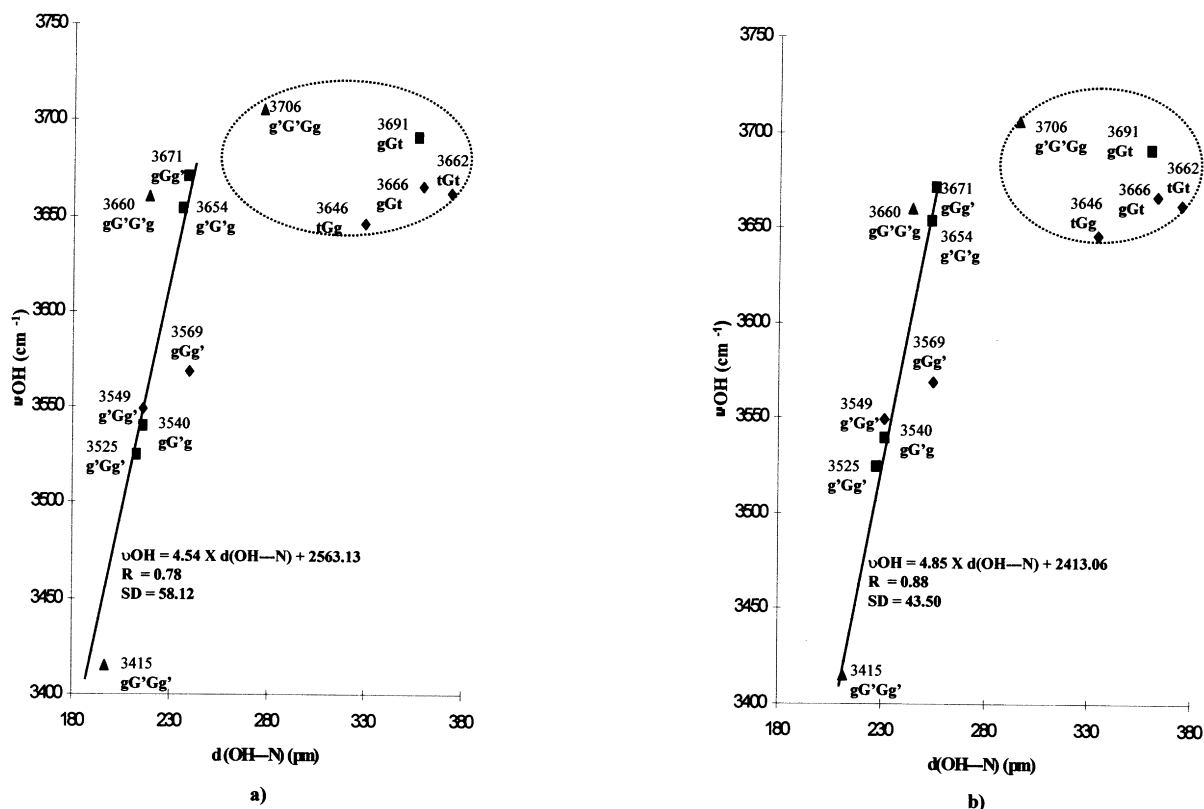 3750
3700
3650
3600
3550
3500
3450
3400
υOH (cm -1)
3706
g’G’Gg
3691
gGt
3671
gGg’
3662
tGt
3666
gGt
3660
gG’G’g
3654
g’G’g
3646
tGg
3569
gGg’
3549
g’Gg’
3540
gG’g
3525
g’Gg’
υOH = 4.54 X d(OH---N) + 2563.13
R = 0.78
SD = 58.12
3415
gG’Gg’
180
230
280
330
380
d(OH---N) (pm)
a)
3750
3700
3650
3600
3550
3500
3450
3400
υOH (cm -1)
3706
g’G’Gg
3691
gGt
3671
gGg’
3662
tGt
3666
gGt
3660
gG’G’g
3646
tGg
3654
g’G’g
3569
gGg’
3549
g’Gg’
3540
gG’g
3525
g’Gg’
υOH = 4.85 X d(OH---N) + 2413.06
R = 0.88
SD = 43.50
3415
gG’Gg’
180
230
280
330
380
d(OH---N) (pm)
b)